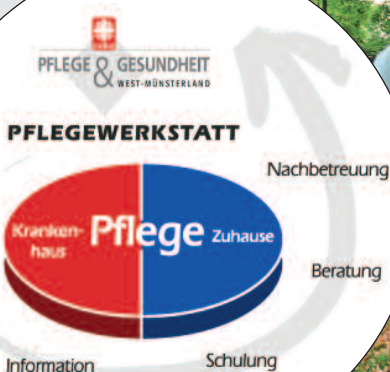 PFLEGE & GESUNDHEIT
WEST-MÜNSTERLAND
PFLEGEWERKSTATT
Nachbetreuung
Kranken-
haus
Pflege
Zuhause
Beratung
Information
Schulung